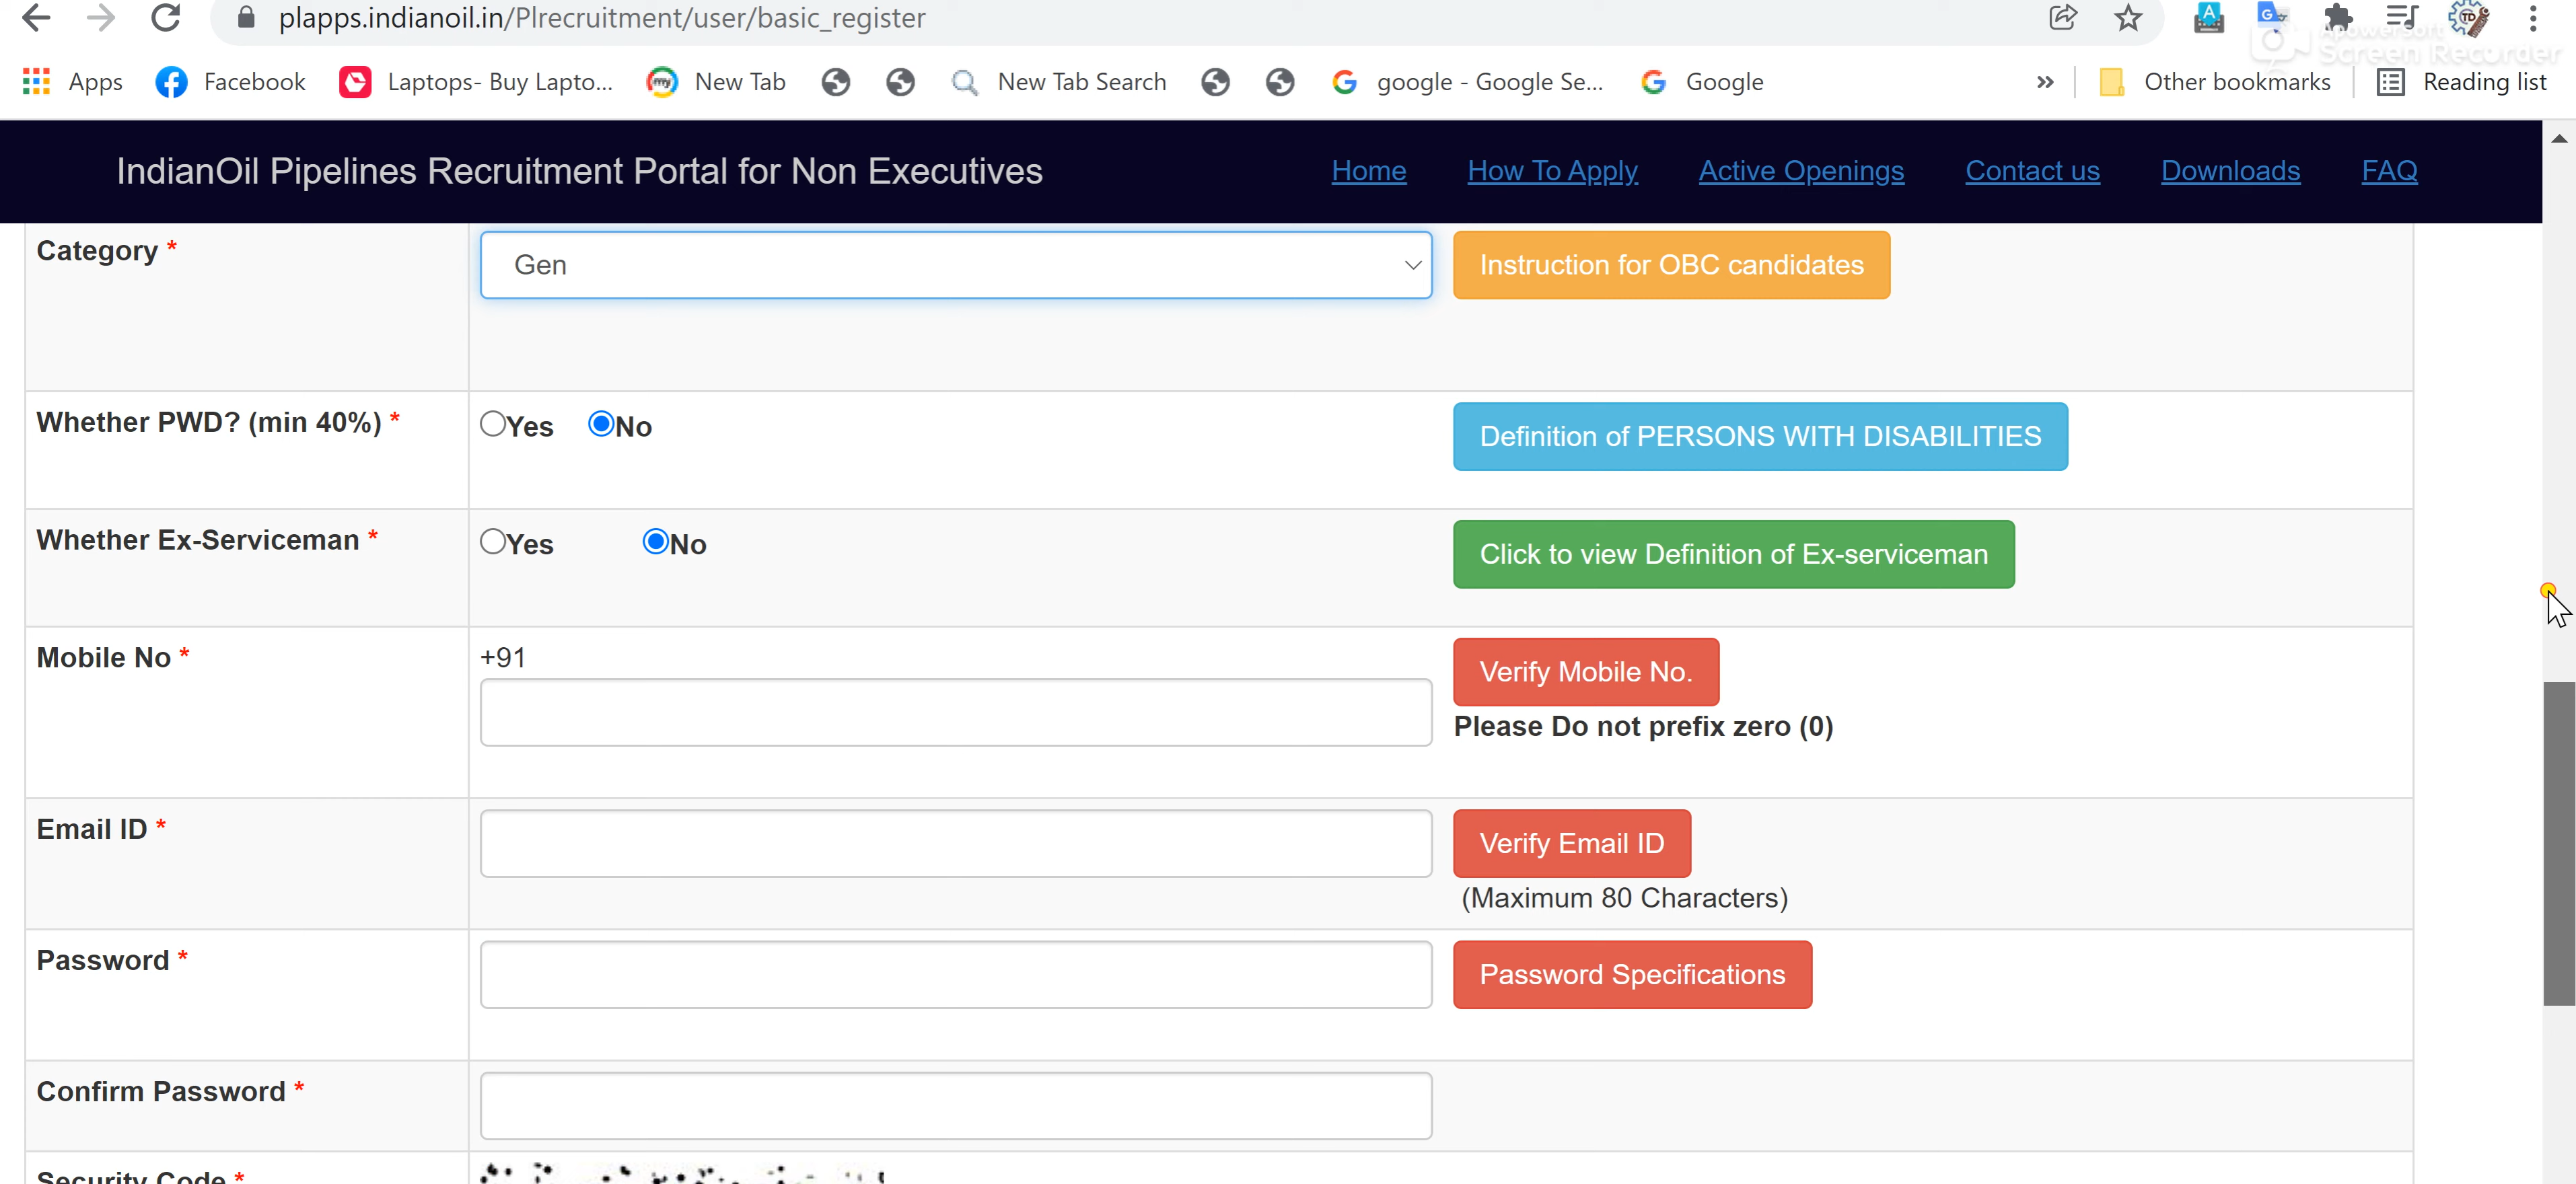 plapps.indianoil.in/Plrecruitment/user/basic_register
Apowersoft
Screen Recorder
Apps Facebook Laptops- Buy Lapto... New Tab New Tab Search google - Google Se... Google » Other bookmarks Reading list
IndianOil Pipelines Recruitment Portal for Non Executives Home How To Apply Active Openings Contact us Downloads FAQ
Category * Gen Instruction for OBC candidates
Whether PWD? (min 40%) * Yes No Definition of PERSONS WITH DISABILITIES
Whether Ex-Serviceman * Yes No Click to view Definition of Ex-serviceman
Mobile No * +91 Verify Mobile No.
Please Do not prefix zero (0)
Email ID * Verify Email ID
(Maximum 80 Characters)
Password * Password Specifications
Confirm Password *
Security Code *